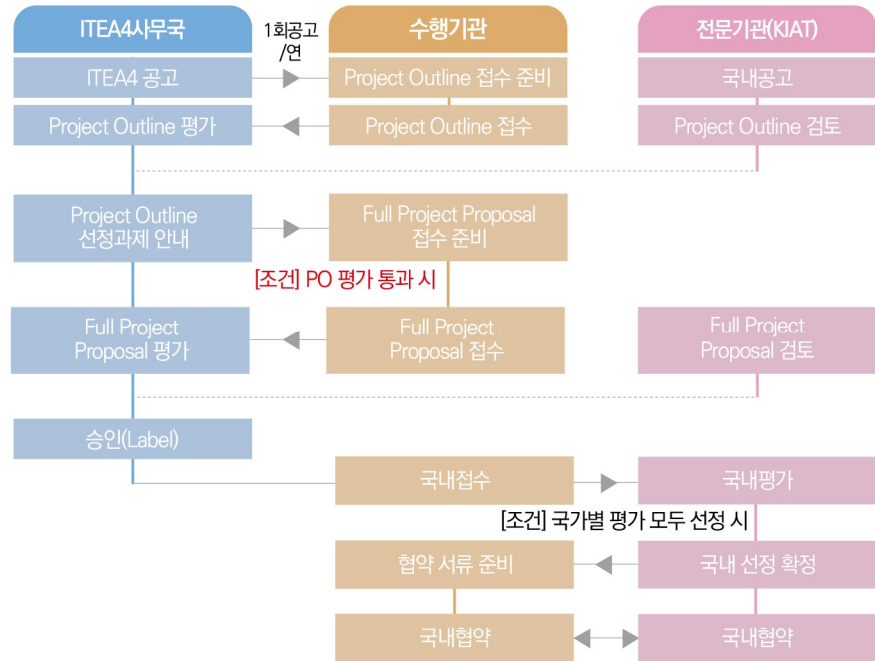 ITEA4사무국
1회공고
/연
수행기관
전문기관(KIAT)
ITEA4 공고
Project Outline 접수 준비
국내공고
Project Outline 평가
Project Outline 접수
Project Outline 검토
Project Outline
선정과제 안내
Full Project Proposal
접수 준비
[조건] PO 평가 통과 시
Full Project
Proposal 평가
Full Project
Proposal 접수
Full Project
Proposal 검토
승인(Label)
국내접수
국내평가
[조건] 국가별 평가 모두 선정 시
협약 서류 준비
국내 선정 확정
국내협약
국내협약